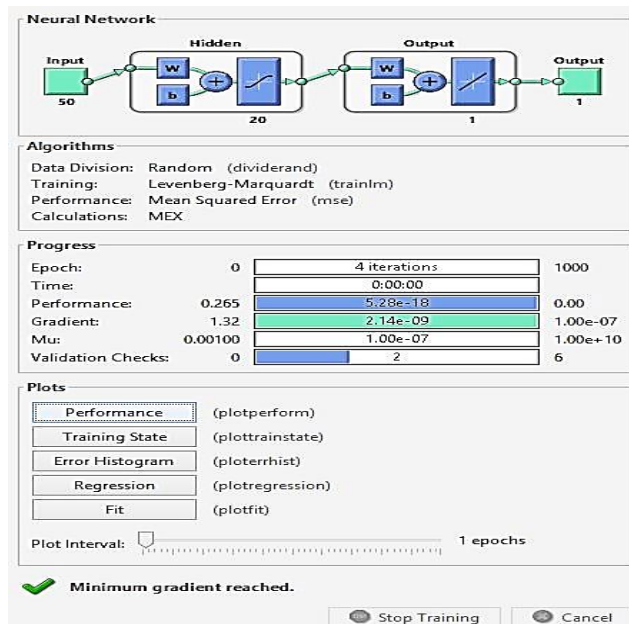 Neural Network
Hidden Output
Input Output
W b W b
50 20 1 1
Algorithms
Data Division: Random (dividerand)
Training: Levenberg-Marquardt (trainlm)
Performance: Mean Squared Error (mse)
Calculations: MEX
Progress
Epoch: 0 4 iterations 1000
Time: 0:00:00
Performance: 0.265 5.28e-18 0.00
Gradient: 1.32 2.14e-09 1.00e-07
Mu: 0.00100 1.00e-07 1.00e+10
Validation Checks: 0 2 6
Plots
Performance (plotperform)
Training State (plottrainstate)
Error Histogram (ploterrhist)
Regression (plotregression)
Fit (plotfit)
Plot Interval: 1 epochs
Minimum gradient reached.
Stop Training Cancel